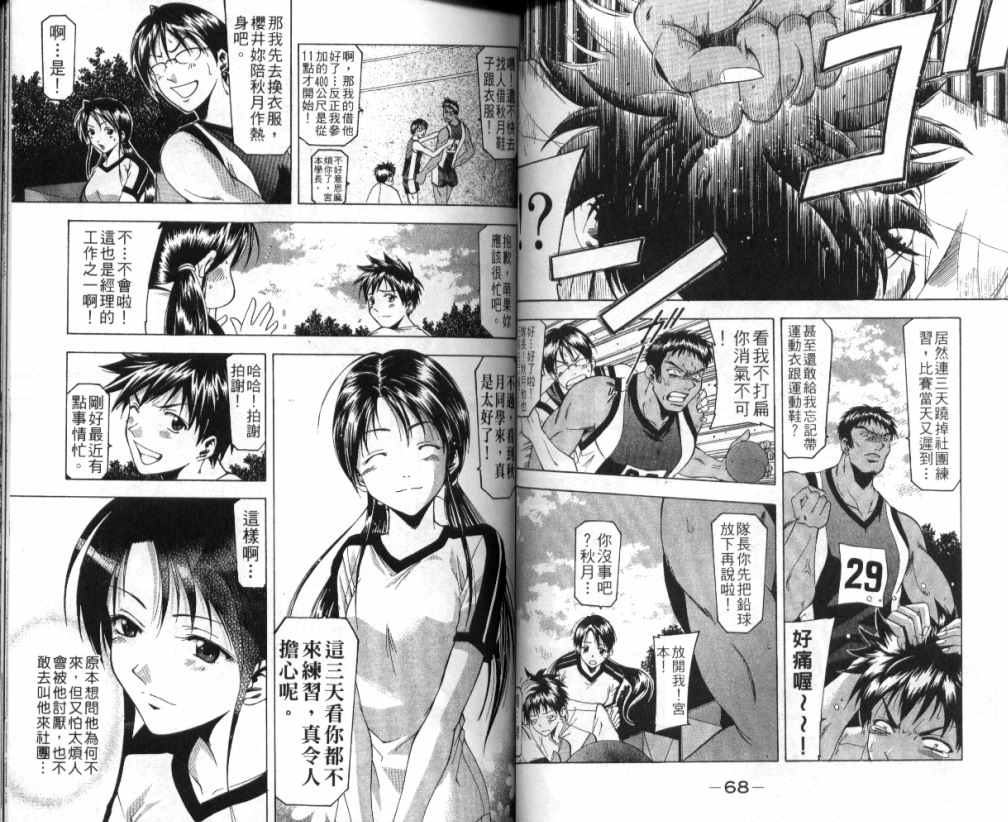 ゴッ
!?
居然連三天蹺掉社團練
習，比賽當天又遲到…
甚至還敢給我忘記帶
運動衣跟運動鞋？
29
好痛喔～～～！
看我不打扁
你消氣不可
！
好…好了啦
隊長你先把鉛球
放下再說啦！
放開我！宮
本！
你沒事吧
？秋月…
－68－
還不快去
找人借秋月鞋
子跟衣服！
啊，那我的借他
好了…反正我參
加的400公尺是從
11點才開始！
不好意思麻
煩你了，宮
本學長。
那我先去換衣服，
櫻井妳陪秋月作熱
身吧。
啊…是！
抱歉，萌果妳
應該很忙吧。
不…不會啦！
這也是經理的
工作之一啊！
不過，看到秋
月同學來，真
是太好了！
這三天看你都不
來練習，真令人
擔心呢。
哈哈！拍謝
拍謝！
剛好最近有
點事情忙。
這樣啊…
原本想問他為何不
來，但又怕太煩人
會被他討厭，也不
敢去叫他來社團…